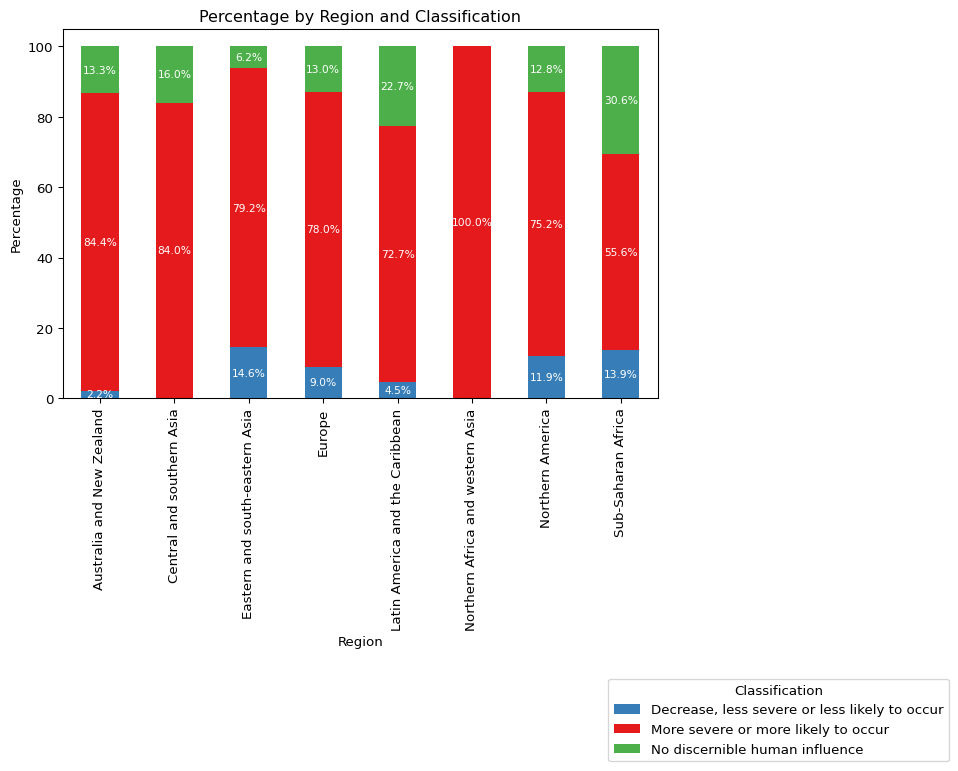 Percentage by Region and Classification
Percentage
100
80
60
40
20
0
13.3%
84.4%
2.2%
16.0%
84.0%
6.2%
79.2%
14.6%
13.0%
78.0%
9.0%
22.7%
72.7%
4.5%
100.0%
12.8%
75.2%
11.9%
30.6%
55.6%
13.9%
Australia and New Zealand
Central and southern Asia
Eastern and south-eastern Asia
Europe
Latin America and the Caribbean
Northern Africa and western Asia
Northern America
Sub-Saharan Africa
Region
Classification
Decrease, less severe or less likely to occur
More severe or more likely to occur
No discernible human influence